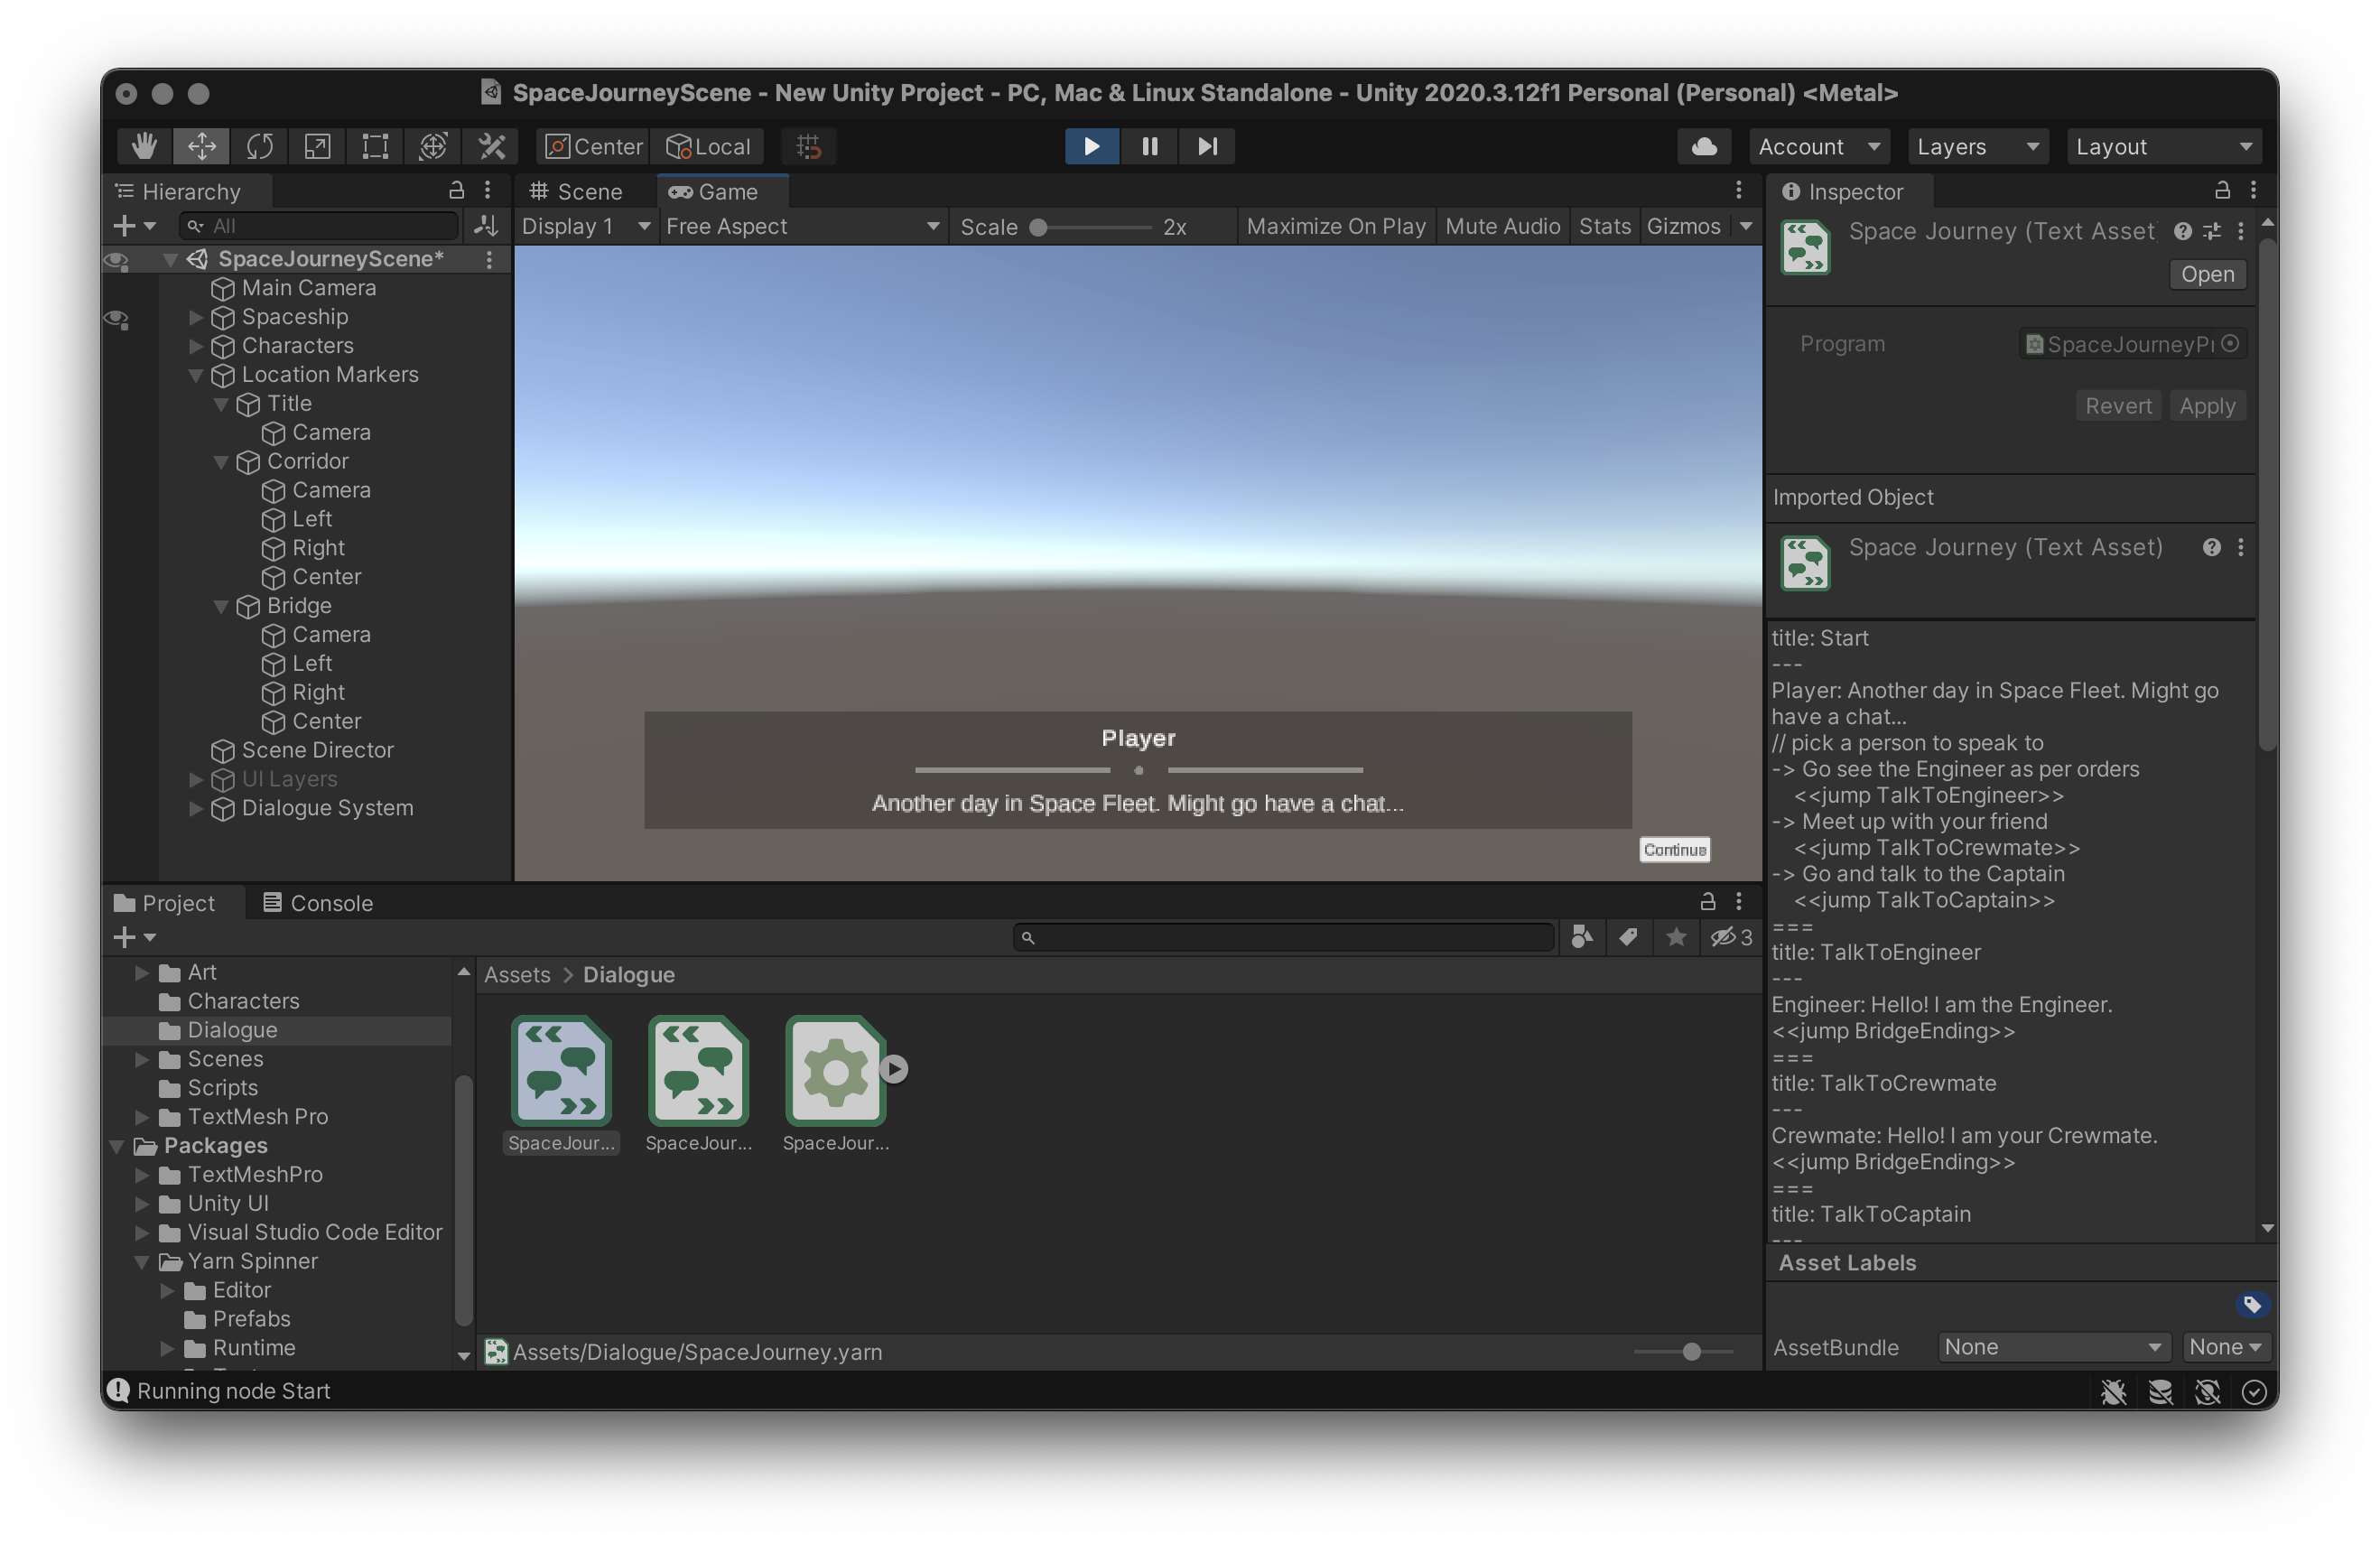 SpaceJourneyScene - New Unity Project - PC, Mac & Linux Standalone - Unity 2020.3.12f1 Personal (Personal) <Metal>
Center
Local
Account
Layers
Layout
Hierarchy
All
SpaceJourneyScene*
Main Camera
Spaceship
Characters
Location Markers
Title
Camera
Corridor
Camera
Left
Right
Center
Bridge
Camera
Left
Right
Center
Scene Director
UI Layers
Dialogue System
Scene
Game
Display 1
Free Aspect
Scale
2x
Maximize On Play
Mute Audio
Stats
Gizmos
Player
Another day in Space Fleet. Might go have a chat...
Continue
Inspector
Space Journey (Text Asset
Open
Program
SpaceJourneyPr
Revert
Apply
Imported Object
Space Journey (Text Asset)
title: Start
---
Player: Another day in Space Fleet. Might go
have a chat...
// pick a person to speak to
-> Go see the Engineer as per orders
<<jump TalkToEngineer>>
-> Meet up with your friend
<<jump TalkToCrewmate>>
-> Go and talk to the Captain
<<jump TalkToCaptain>>
===
title: TalkToEngineer
---
Engineer: Hello! I am the Engineer.
<<jump BridgeEnding>>
===
title: TalkToCrewmate
---
Crewmate: Hello! I am your Crewmate.
<<jump BridgeEnding>>
===
title: TalkToCaptain
---
Asset Labels
AssetBundle
None
None
Project
Console
3
Art
Characters
Dialogue
Scenes
Scripts
TextMesh Pro
Packages
TextMeshPro
Unity UI
Visual Studio Code Editor
Yarn Spinner
Editor
Prefabs
Runtime
Assets > Dialogue
SpaceJour...
SpaceJour...
SpaceJour...
Assets/Dialogue/SpaceJourney.yarn
Running node Start